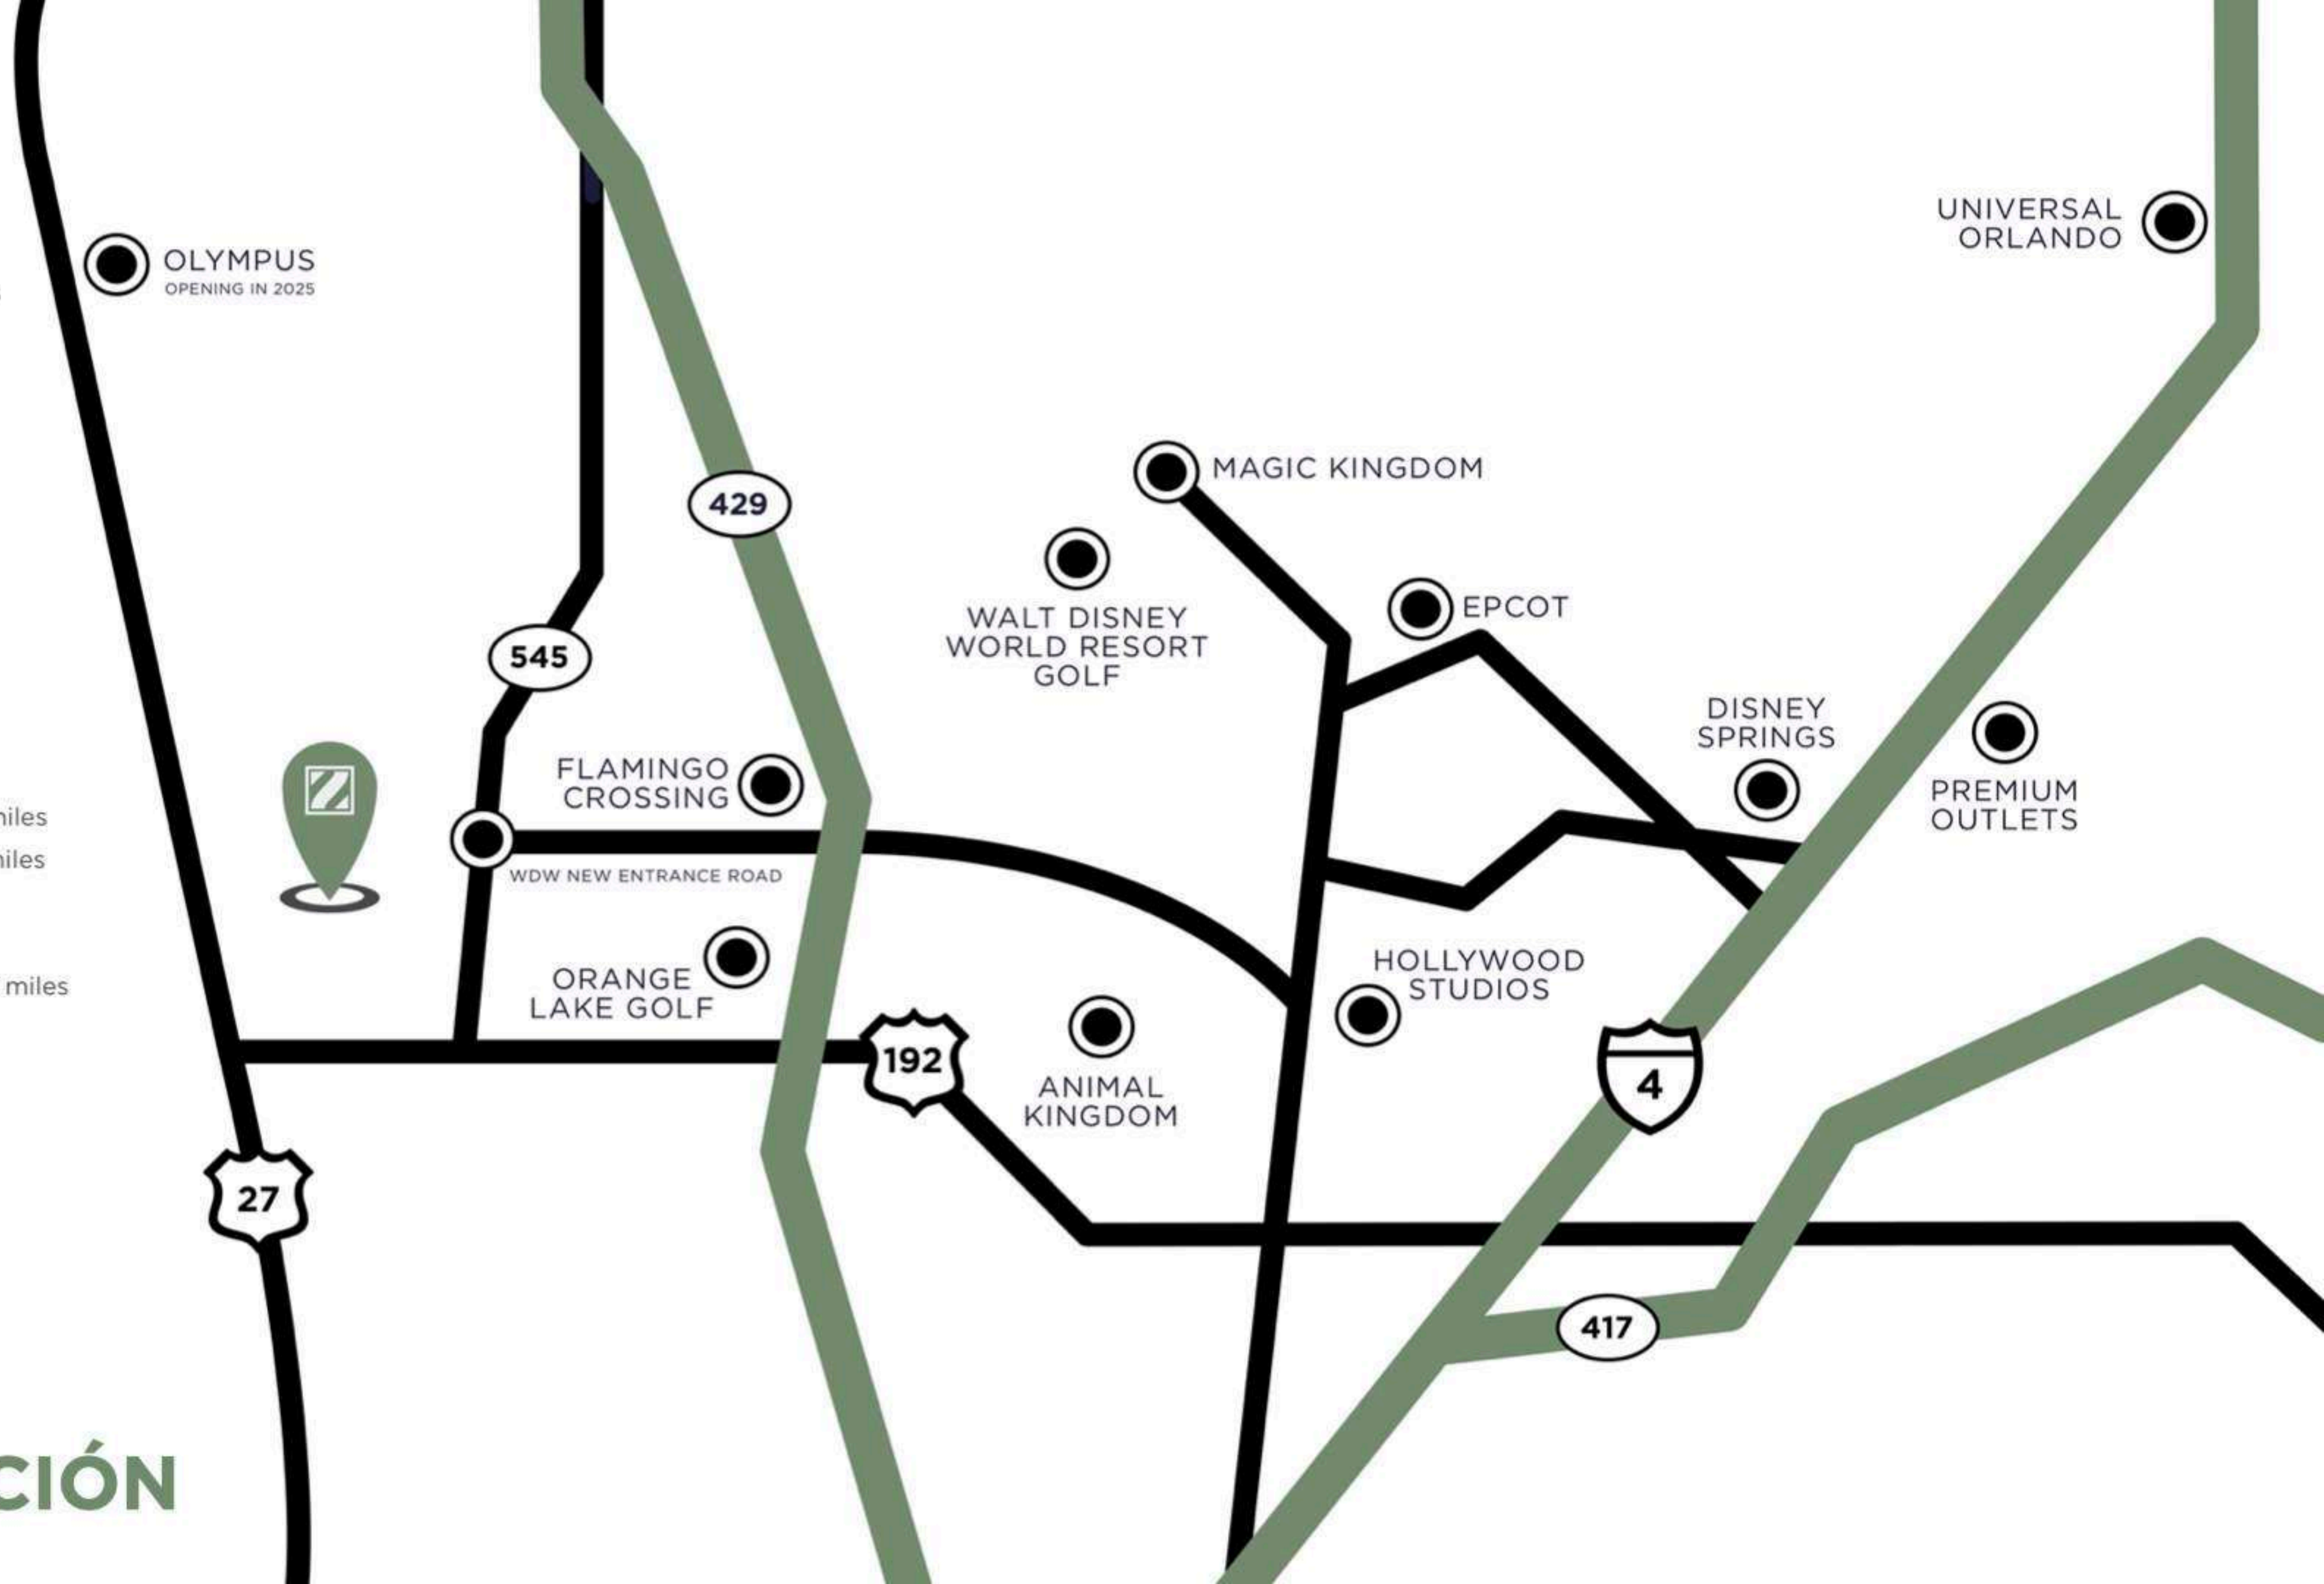 UNIVERSAL
ORLANDO
OLYMPUS
OPENING IN 2025
MAGIC KINGDOM
429
WALT DISNEY
WORLD RESORT
GOLF
EPCOT
545
DISNEY
SPRINGS
FLAMINGO
CROSSING
PREMIUM
OUTLETS
WDW NEW ENTRANCE ROAD
miles
ORANGE
LAKE GOLF
HOLLYWOOD
STUDIOS
192
ANIMAL
KINGDOM
4
27
417
CIÓN